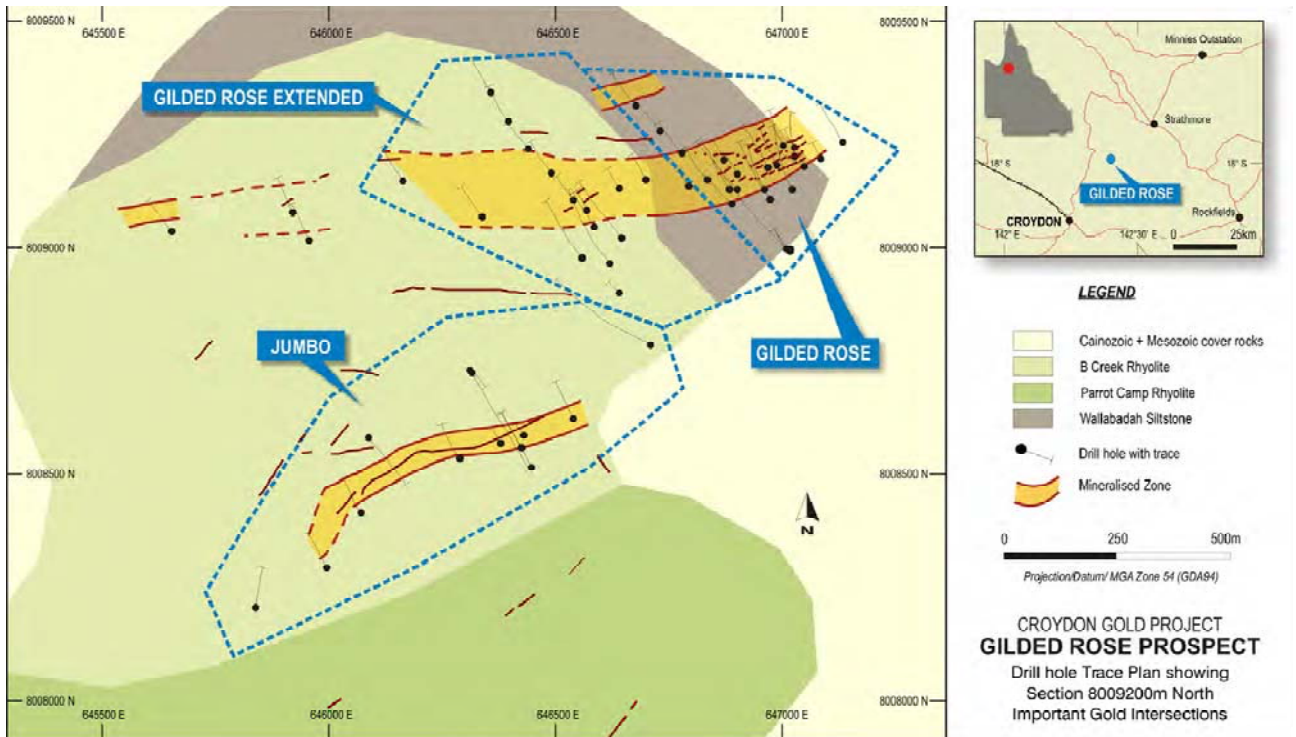 8009500 N
645500 E
646000 E
646500 E
647000 E
8009500 N
GILDED ROSE EXTENDED
8009000 N
8009000 N
JUMBO
GILDED ROSE
8008500 N
8008500 N
N
8008000 N
8008000 N
645500 E
646000 E
646500 E
647000 E
Minnies Outstation
Strathmore
18° S
18° S
GILDED ROSE
CROYDON
Rockfields
142° E
142°30' E
0 25km
LEGEND
Cainozoic + Mesozoic cover rocks
B Creek Rhyolite
Parrot Camp Rhyolite
Wallabadah Siltstone
Drill hole with trace
Mineralised Zone
0 250 500m
Projection/Datum/ MGA Zone 54 (GDA94)
CROYDON GOLD PROJECT
GILDED ROSE PROSPECT
Drill hole Trace Plan showing
Section 8009200m North
Important Gold Intersections